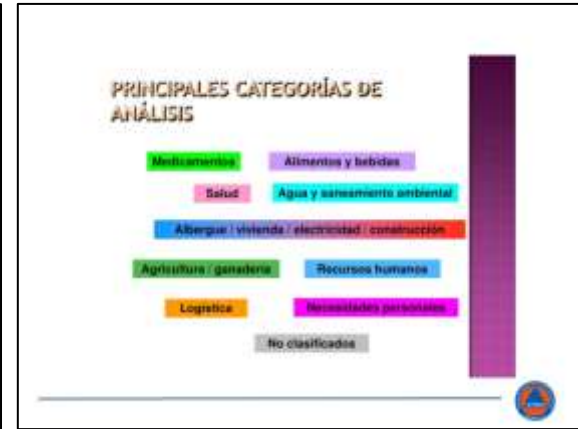 PRINCIPALES CATEGORÍAS DE
ANÁLISIS
Medicamentos
Alimentos y bebidas
Salud
Agua y saneamiento ambiental
Albergue / vivienda / electricidad / construcción
Agricultura / ganadería
Recursos humanos
Logística
Necesidades personales
No clasificados